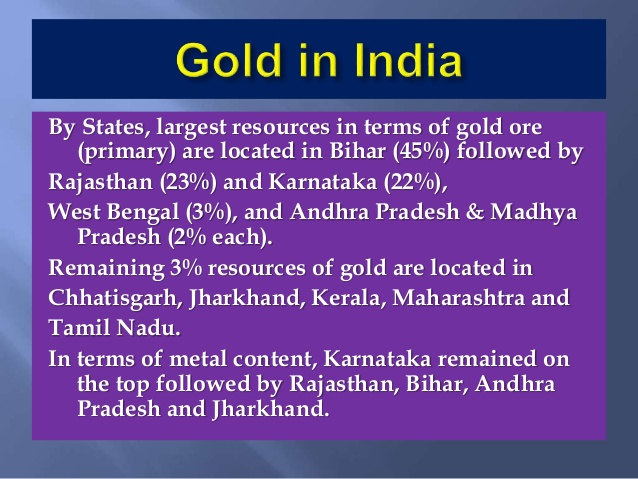 Gold in India
By States, largest resources in terms of gold ore
(primary) are located in Bihar (45%) followed by
Rajasthan (23%) and Karnataka (22%),
West Bengal (3%), and Andhra Pradesh & Madhya
Pradesh (2% each).
Remaining 3% resources of gold are located in
Chhatisgarh, Jharkhand, Kerala, Maharashtra and
Tamil Nadu.
In terms of metal content, Karnataka remained on
the top followed by Rajasthan, Bihar, Andhra
Pradesh and Jharkhand.